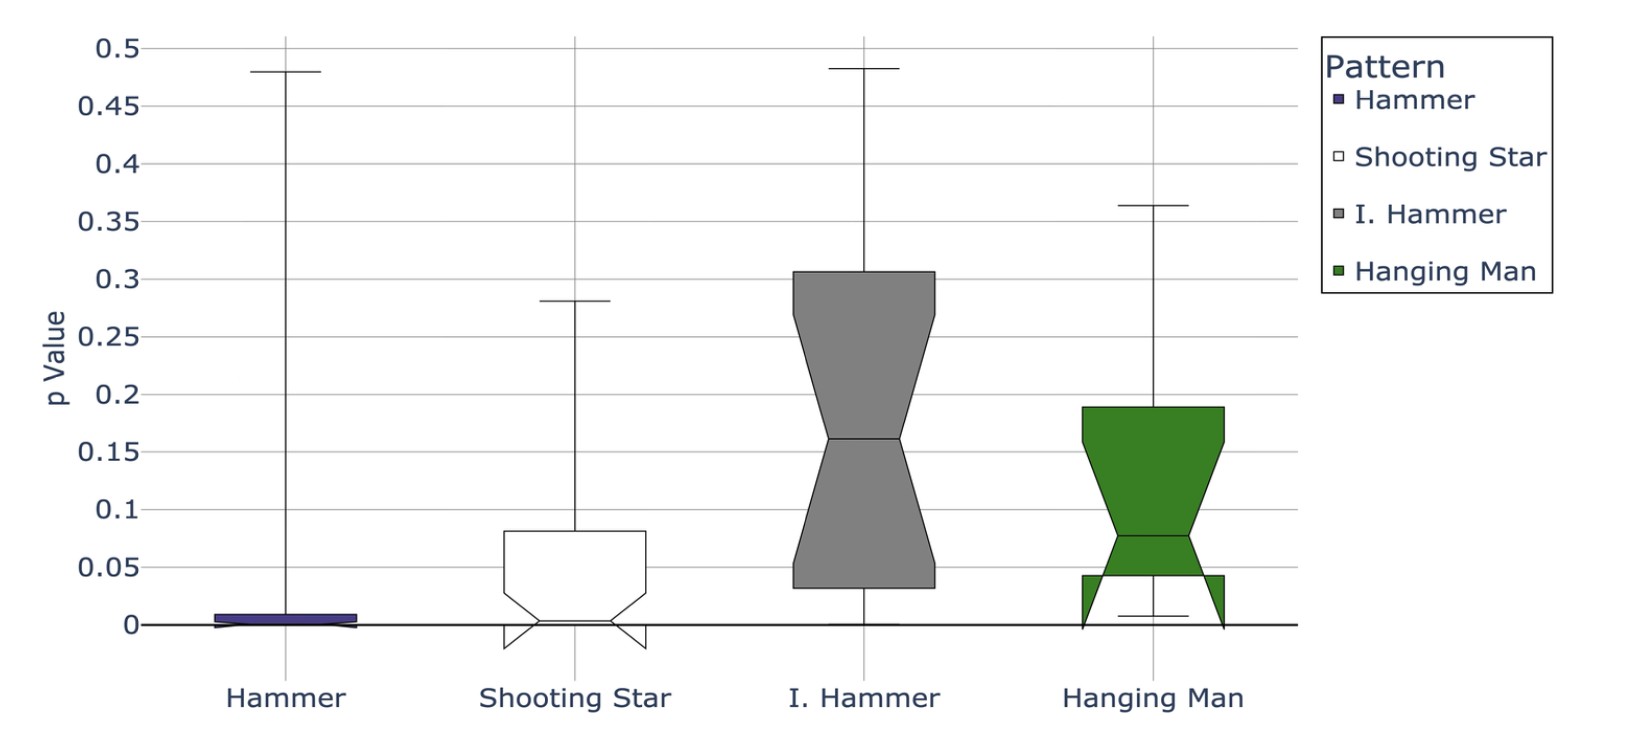 0.5
0.45
0.4
0.35
0.3
0.25
0.2
0.15
0.1
0.05
0
p Value
Hammer
Shooting Star
I. Hammer
Hanging Man
Pattern
Hammer
Shooting Star
I. Hammer
Hanging Man